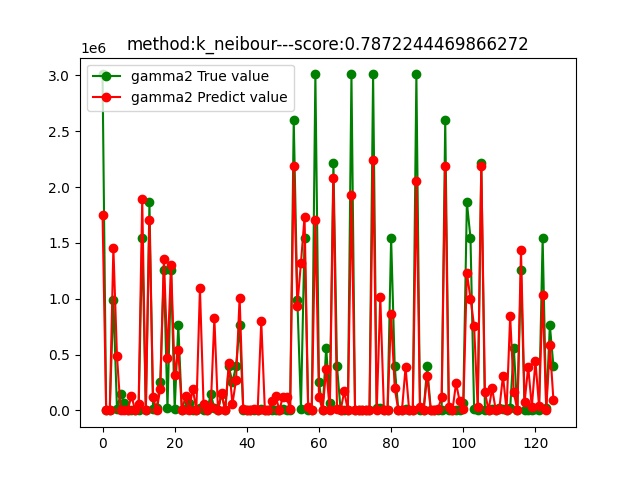 method:k_neibour---score:0.7872244469866272
1e6
gamma2 True value
gamma2 Predict value
3.0
2.5
2.0
1.5
1.0
0.5
0.0
0 20 40 60 80 100 120